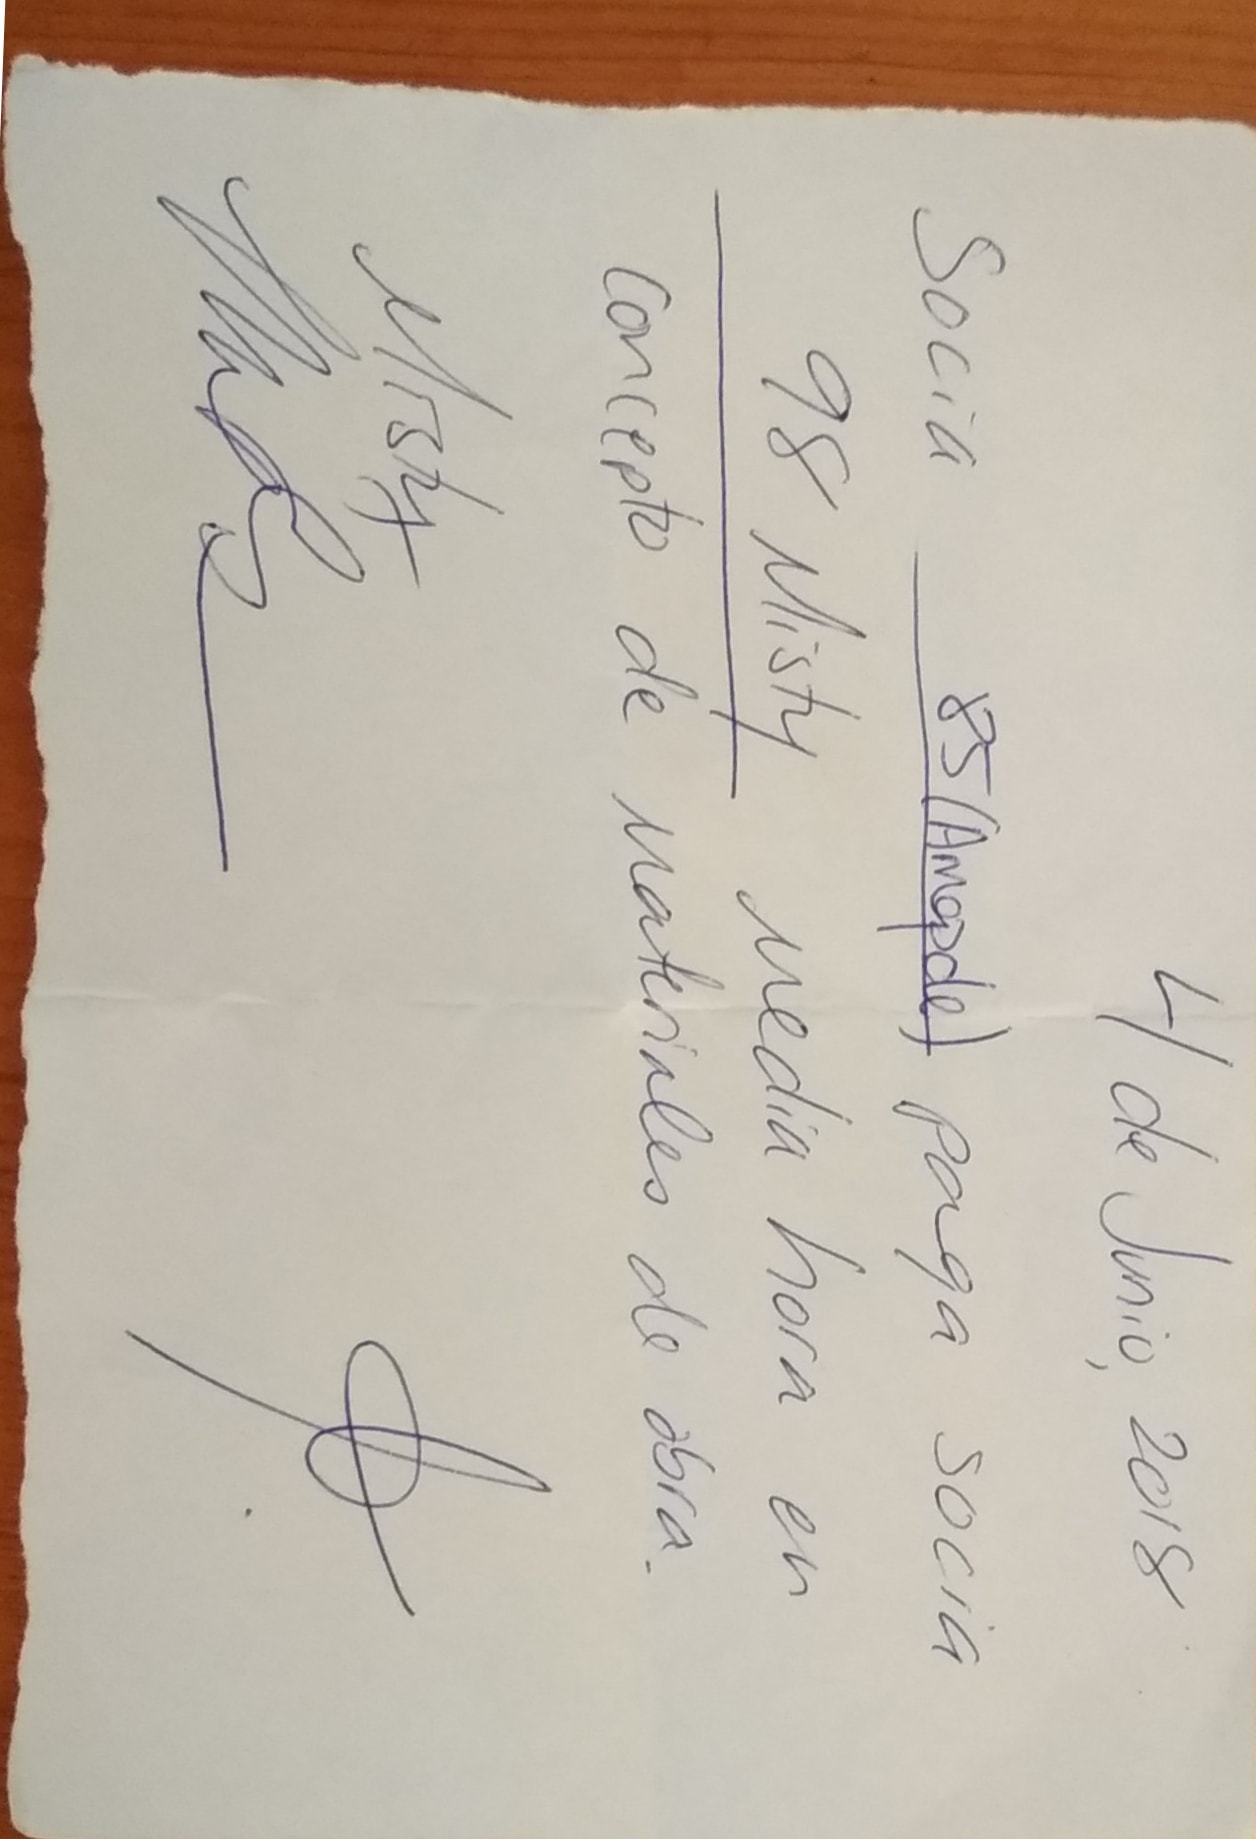 4 de Junio, 2018
Socia 85 (Amapde) paga socia
98 Misty media hora en
concepto de materiales de obra.
Misty